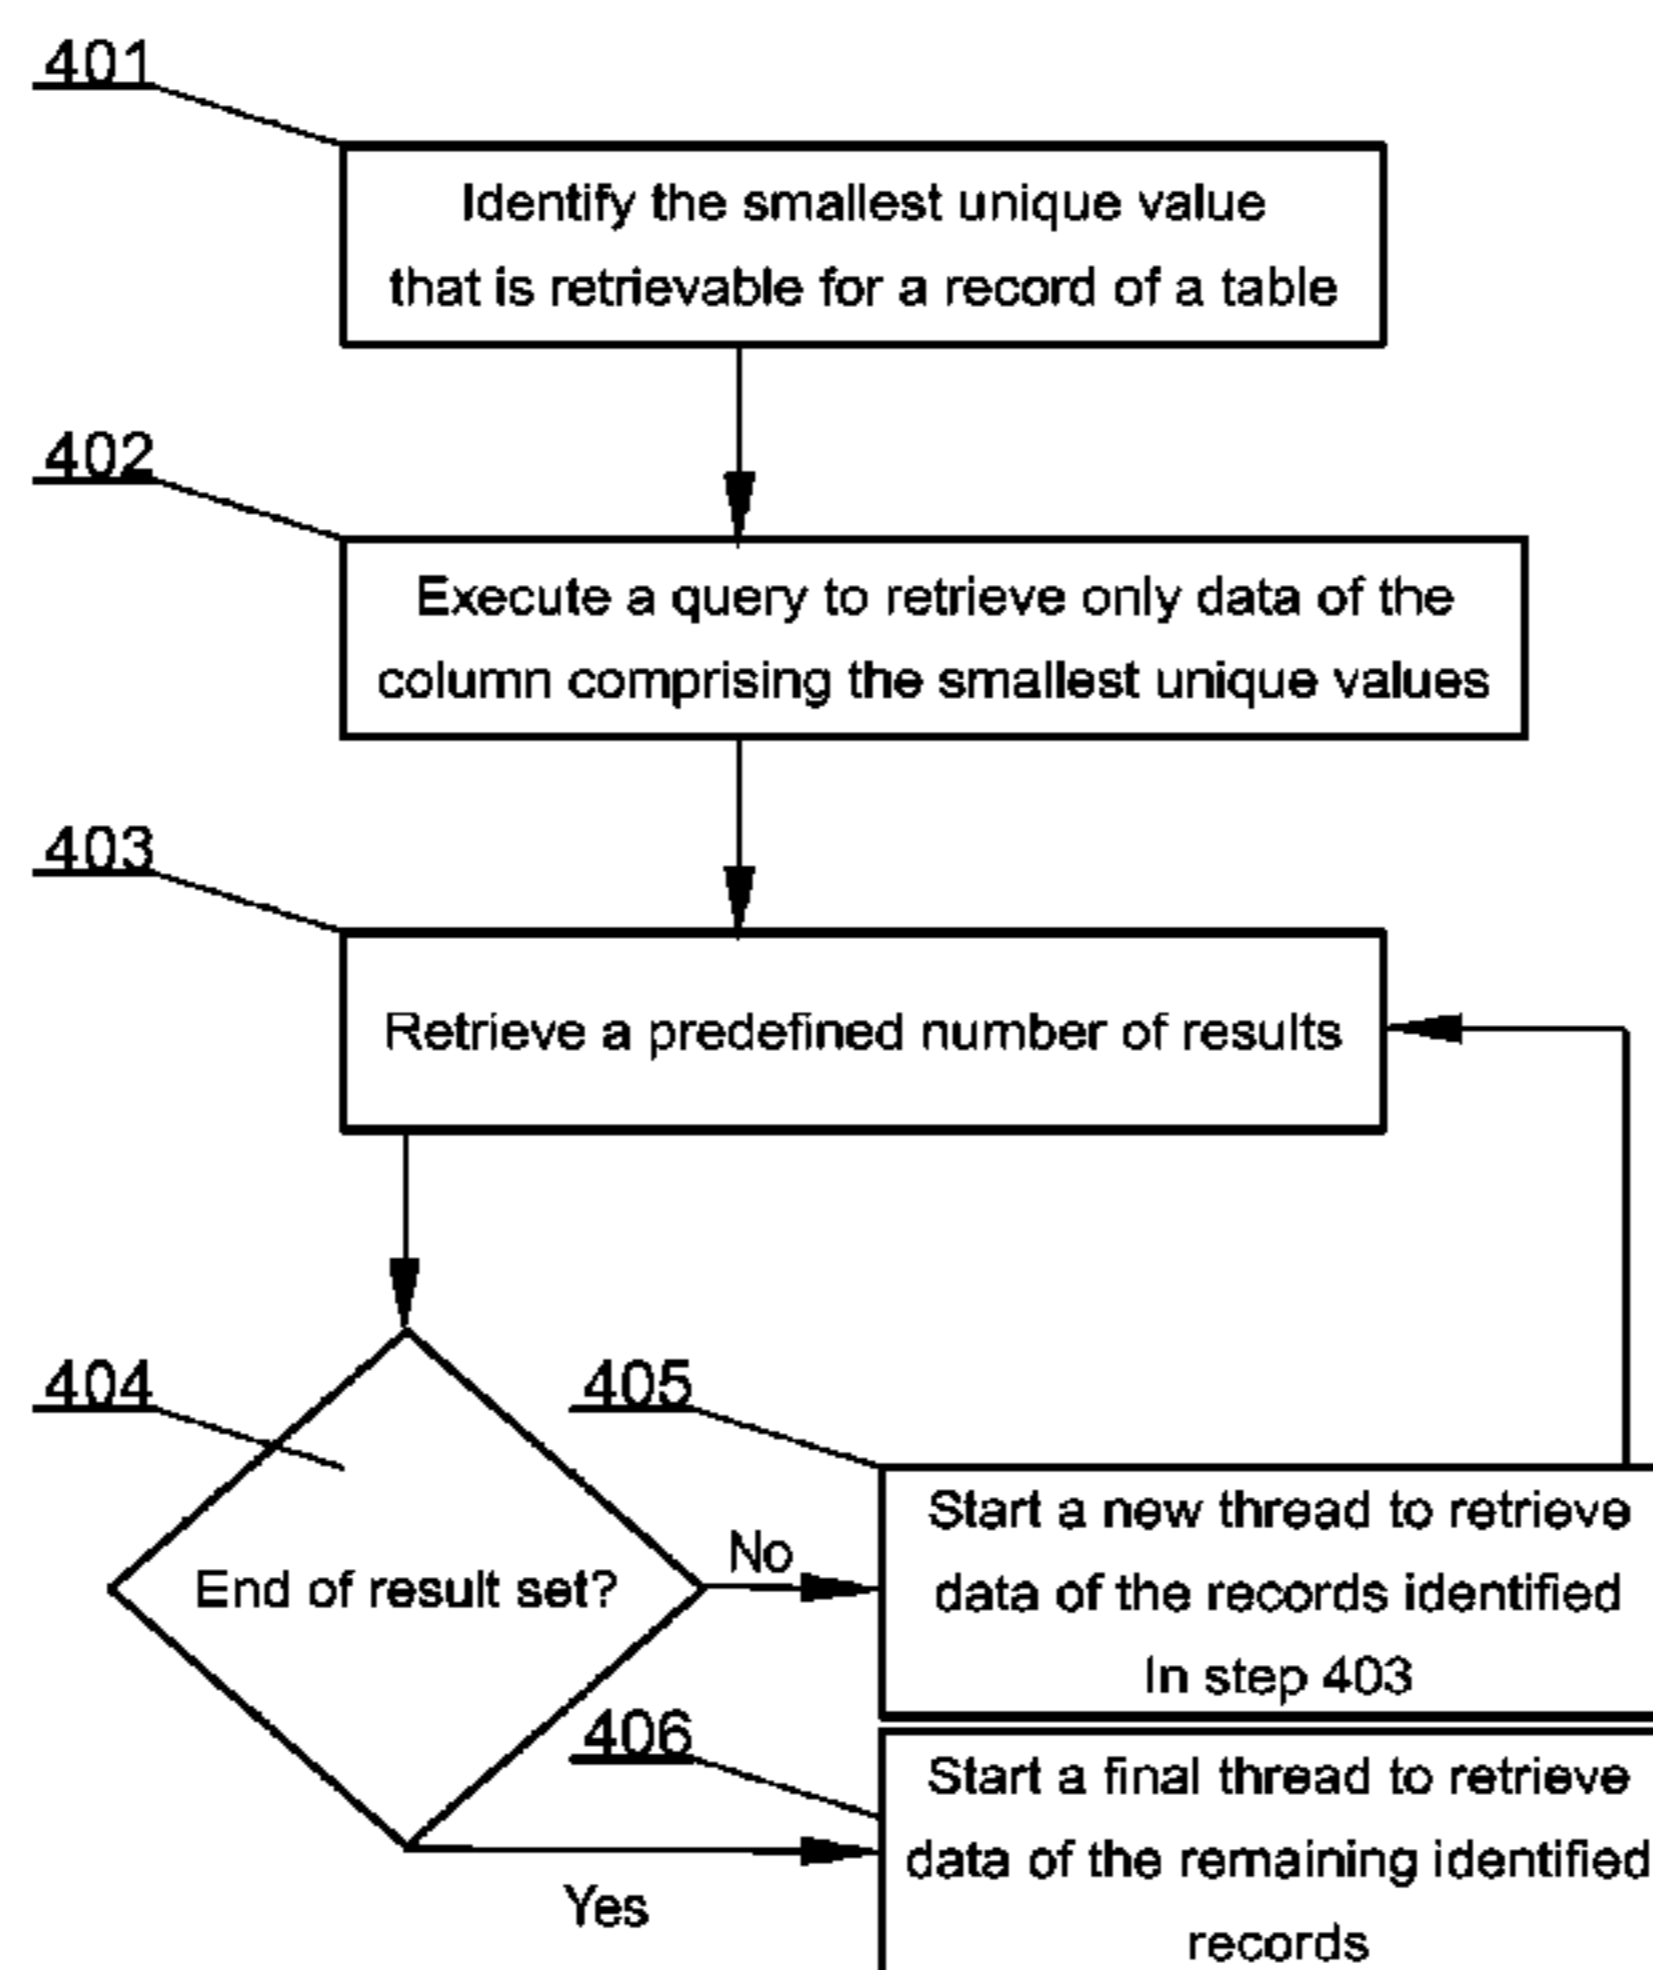 401
Identify the smallest unique value
that is retrievable for a record of a table
402
Execute a query to retrieve only data of the
column comprising the smallest unique values
403
Retrieve a predefined number of results
404
End of result set?
No
Yes
405
Start a new thread to retrieve
data of the records identified
In step 403
406
Start a final thread to retrieve
data of the remaining identified
records